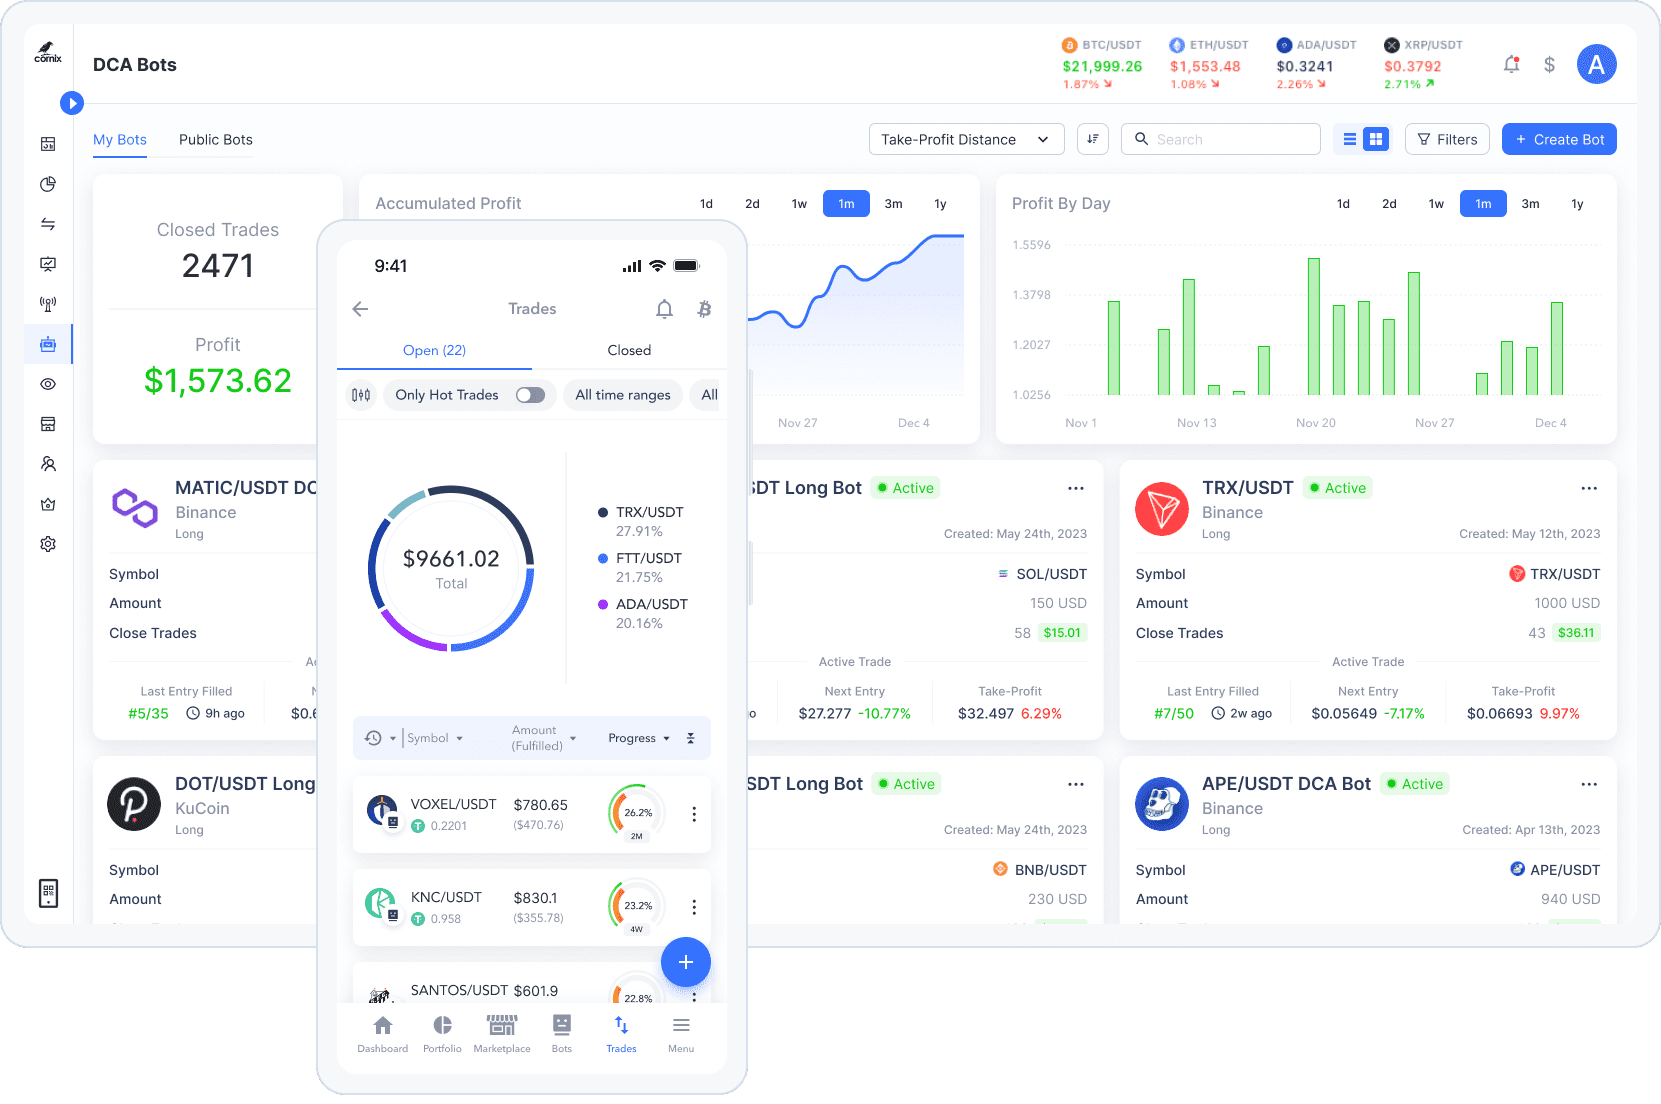 cornix
DCA Bots
BTC/USDT
$21,999.26
1.87%
ETH/USDT
$1,553.48
1.08%
ADA/USDT
$0.3241
2.26%
XRP/USDT
$0.3792
2.71%
$
A
My Bots
Public Bots
Take-Profit Distance
Search
Filters
+ Create Bot
Closed Trades
2471
Profit
$1,573.62
Accumulated Profit
1d 2d 1w 1m 3m 1y
Nov 27 Dec 4
Profit By Day
1d 2d 1w 1m 3m 1y
1.5596
1.3798
1.2027
1.0256
Nov 1 Nov 13 Nov 20 Nov 27 Dec 4
MATIC/USDT DC
Binance
Long
Symbol
Amount
Close Trades
Last Entry Filled
#5/35 9h ago
$0.6
DT Long Bot Active
Created: May 24th, 2023
SOL/USDT
150 USD
58 $15.01
Active Trade
Next Entry
$27.277 -10.77%
Take-Profit
$32.497 6.29%
TRX/USDT Active
Binance
Long
Created: May 12th, 2023
Symbol TRX/USDT
Amount 1000 USD
Close Trades 43 $36.11
Active Trade
Last Entry Filled
#7/50 2w ago
Next Entry
$0.05649 -7.17%
Take-Profit
$0.06693 9.97%
DOT/USDT Long
KuCoin
Long
Symbol
Amount
SDT Long Bot Active
Created: May 24th, 2023
BNB/USDT
230 USD
APE/USDT DCA Bot Active
Binance
Long
Created: Apr 13th, 2023
Symbol APE/USDT
Amount 940 USD
9:41
Trades
Open (22)
Closed
Only Hot Trades
All time ranges
All
$9661.02
Total
TRX/USDT
27.91%
FTT/USDT
21.75%
ADA/USDT
20.16%
Symbol
Amount
(Fulfilled)
Progress
VOXEL/USDT $780.65
T 0.2201 ($470.76)
26.2%
2M
KNC/USDT $830.1
T 0.958 ($355.78)
23.2%
4W
SANTOS/USDT $601.9
22.8%
+
Dashboard
Portfolio
Marketplace
Bots
Trades
Menu